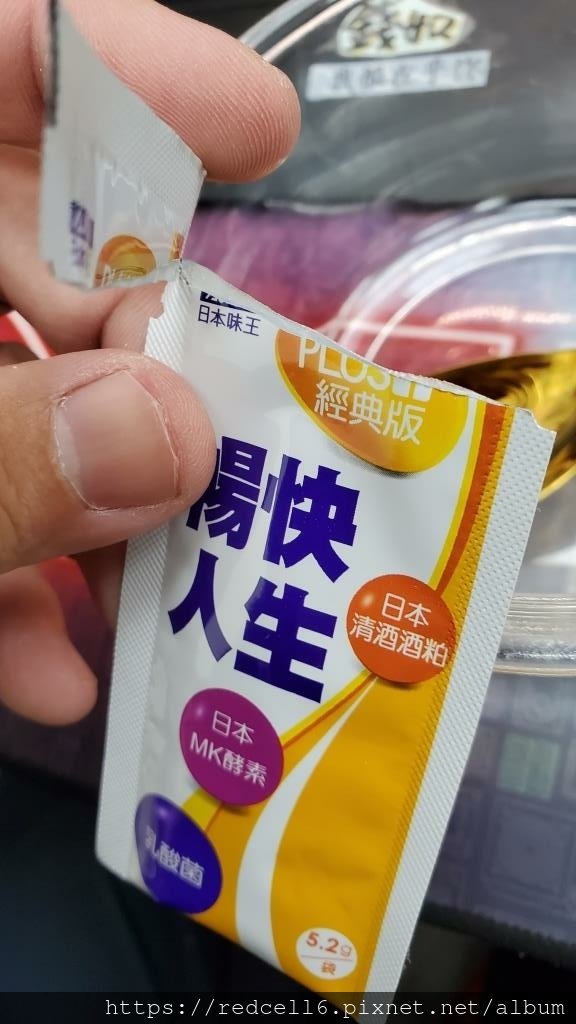 日本味王
PLUS
經典版
暢快
人生
日本
清酒酒粕
日本
MK酵素
乳酸菌
5.2g
袋
https://redcell6.pixnet.net/album